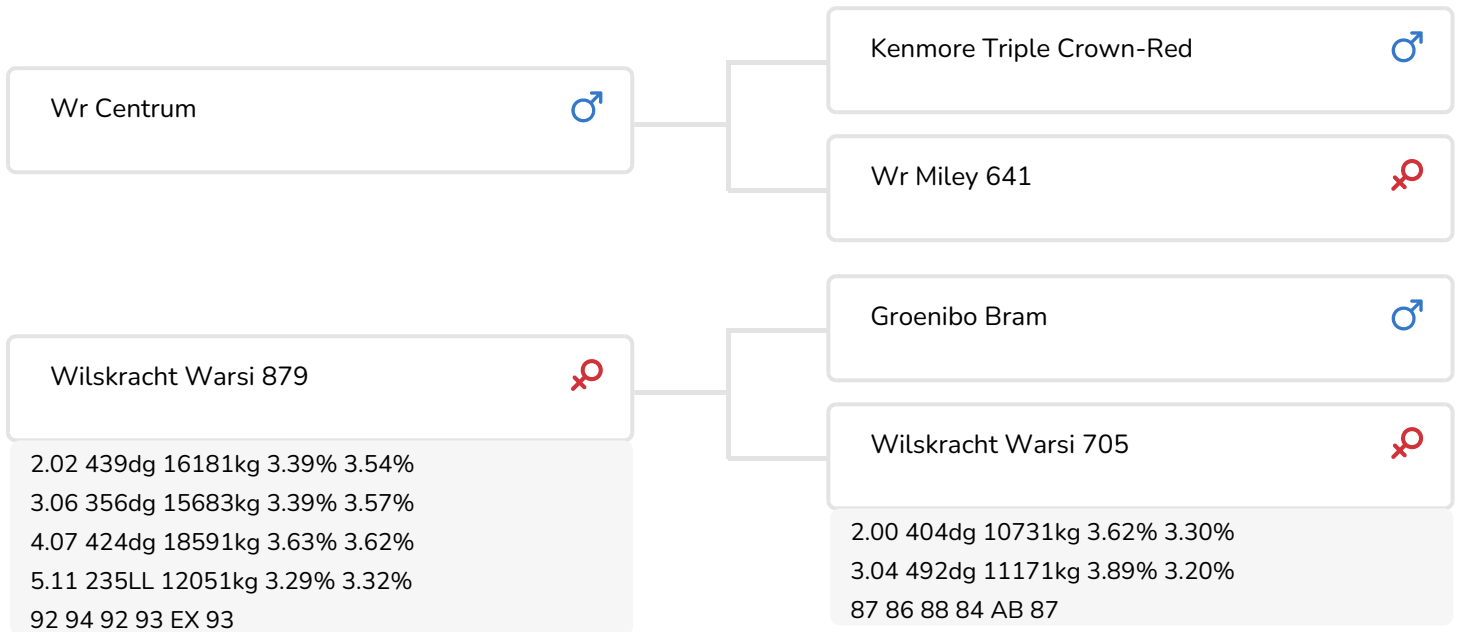 Wr Centrum
Kenmore Triple Crown-Red
Wr Miley 641
Wilskracht Warsi 879
2.02 439dg 16181kg 3.39% 3.54%
3.06 356dg 15683kg 3.39% 3.57%
4.07 424dg 18591kg 3.63% 3.62%
5.11 235LL 12051kg 3.29% 3.32%
92 94 92 93 EX 93
Groenibo Bram
Wilskracht Warsi 705
2.00 404dg 10731kg 3.62% 3.30%
3.04 492dg 11171kg 3.89% 3.20%
87 86 88 84 AB 87